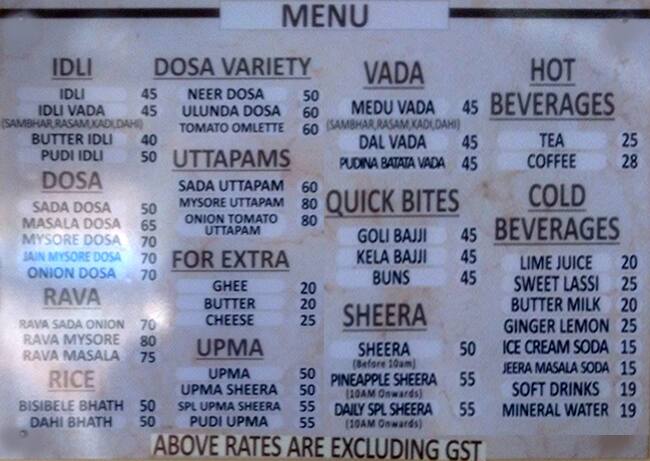 MENU
IDLI
IDLI 45
IDLI VADA 45
(SAMBHAR,RASAM,KADI,DAHI)
BUTTER IDLI 40
PUDI IDLI 50
DOSA
SADA DOSA 50
MASALA DOSA 65
MYSORE DOSA 70
JAIN MYSORE DOSA 70
ONION DOSA 70
RAVA
RAVA SADA ONION 70
RAVA MYSORE 80
RAVA MASALA 75
RICE
BISIBELE BHATH 50
DAHI BHATH 50
DOSA VARIETY
NEER DOSA 50
ULUNDA DOSA 60
TOMATO OMLETTE 60
UTTAPAMS
SADA UTTAPAM 60
MYSORE UTTAPAM 80
ONION TOMATO 80
UTTAPAM
FOR EXTRA
GHEE 20
BUTTER 20
CHEESE 25
UPMA
UPMA 50
UPMA SHEERA 50
SPL UPMA SHEERA 55
PUDI UPMA 55
VADA
MEDU VADA 45
(SAMBHAR,RASAM,KADI,DAHI)
DAL VADA 45
PUDINA BATATA VADA 45
QUICK BITES
GOLI BAJJI 45
KELA BAJJI 45
BUNS 45
SHEERA
SHEERA 50
(Before 10am)
PINEAPPLE SHEERA 55
(10AM Onwards)
DAILY SPL SHEERA 55
(10AM Onwards)
HOT
BEVERAGES
TEA 25
COFFEE 28
COLD
BEVERAGES
LIME JUICE 20
SWEET LASSI 25
BUTTER MILK 20
GINGER LEMON 25
ICE CREAM SODA 15
JEERA MASALA SODA 15
SOFT DRINKS 19
MINERAL WATER 19
ABOVE RATES ARE EXCLUDING GST